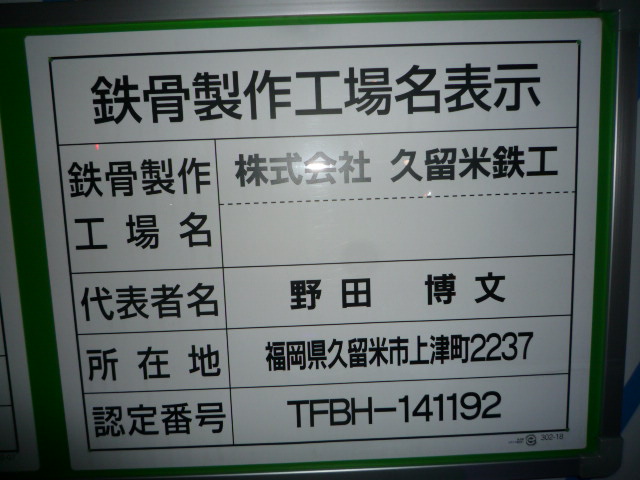 鉄骨製作工場名表示
鉄骨製作工場名 株式会社 久留米鉄工
代表者名 野田 博文
所在地 福岡県久留米市上津町2237
認定番号 TFBH-141192
302-18